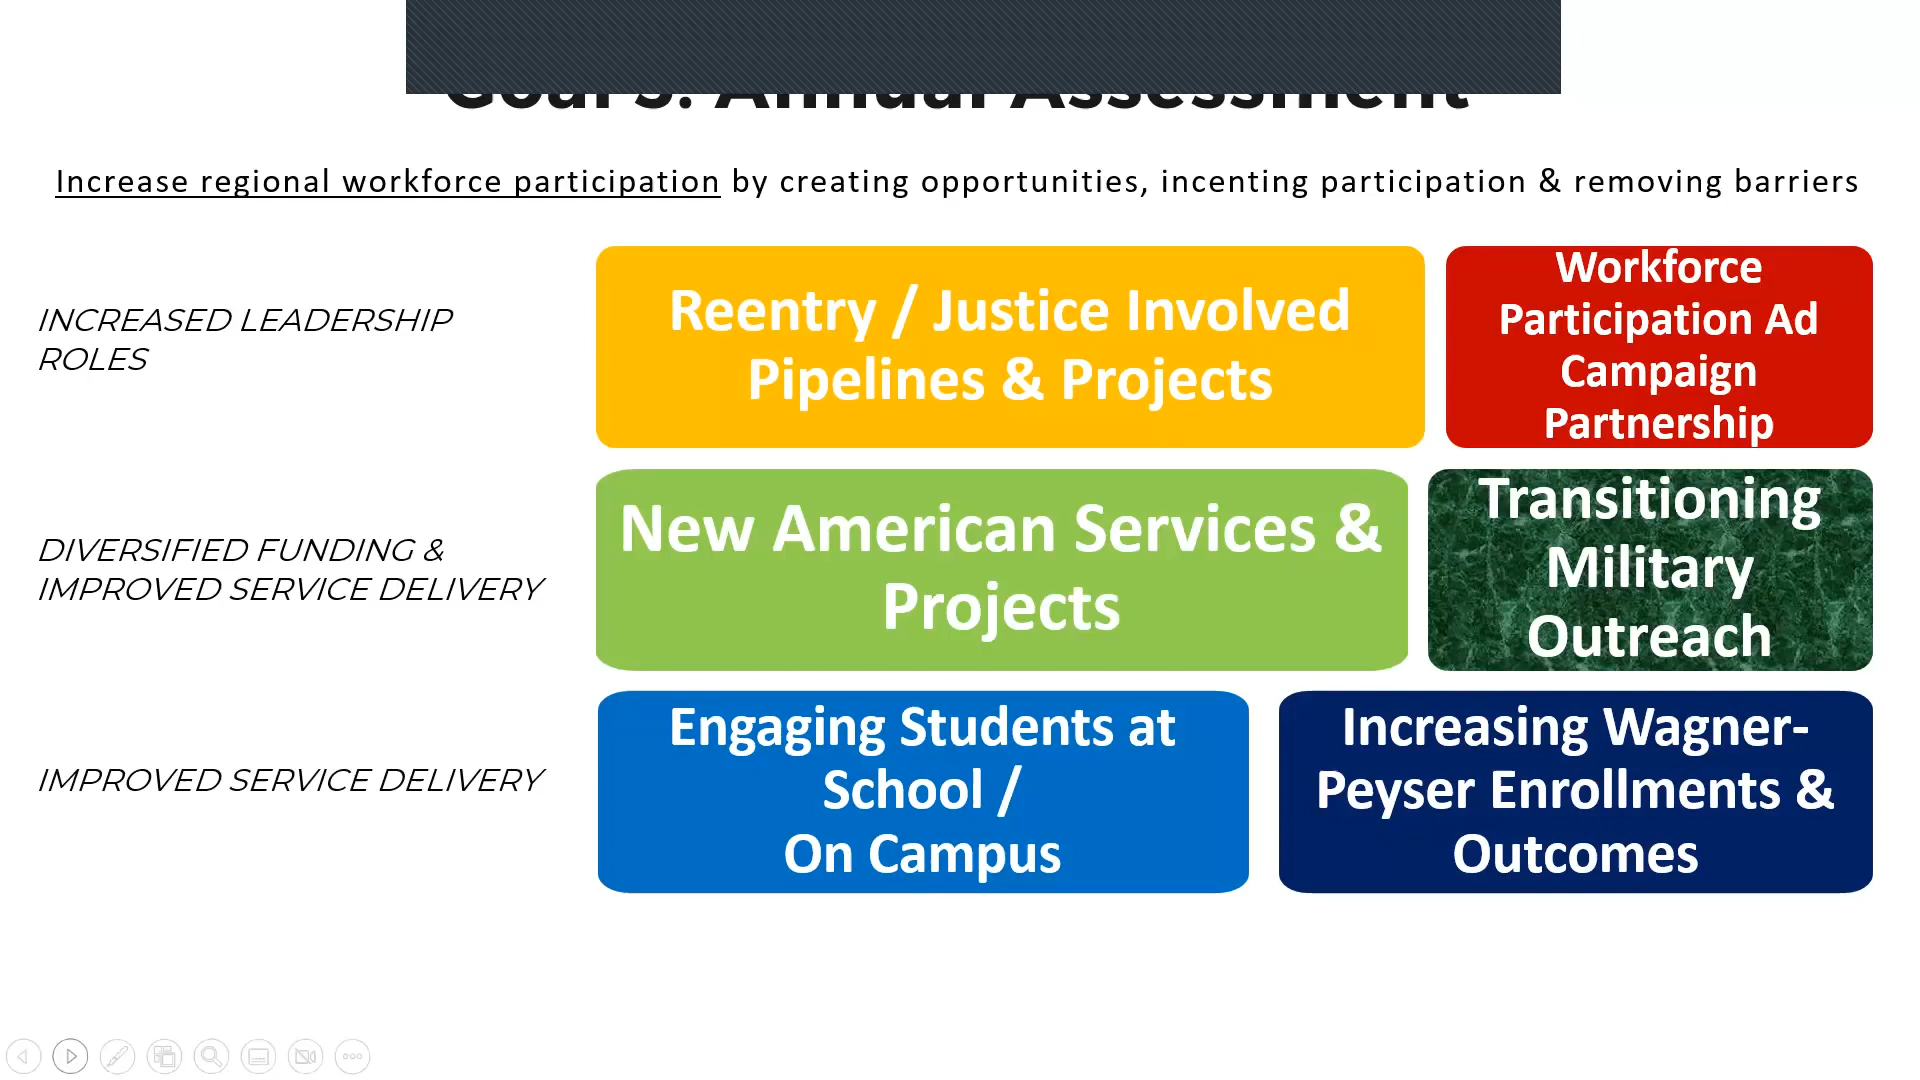 Annual Assessment
Increase regional workforce participation by creating opportunities, incenting participation & removing barriers
INCREASED LEADERSHIP
ROLES
Reentry / Justice Involved
Pipelines & Projects
Workforce
Participation Ad
Campaign
Partnership
DIVERSIFIED FUNDING &
IMPROVED SERVICE DELIVERY
New American Services &
Projects
Transitioning
Military
Outreach
IMPROVED SERVICE DELIVERY
Engaging Students at
School /
On Campus
Increasing Wagner-
Peyser Enrollments &
Outcomes